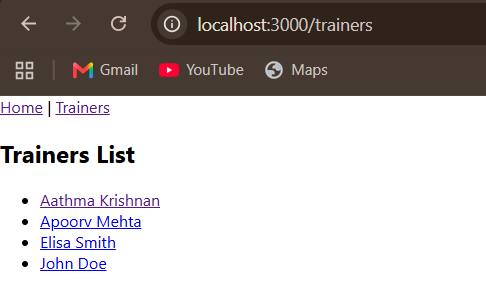 localhost:3000/trainers
Gmail YouTube Maps
Home | Trainers
Trainers List
Aathma Krishnan
Apoorv Mehta
Elisa Smith
John Doe